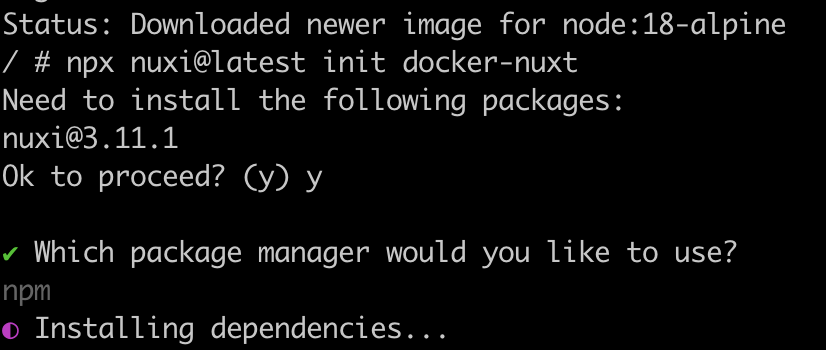 Status: Downloaded newer image for node:18-alpine
/ # npx nuxi@latest init docker-nuxt
Need to install the following packages:
nuxi@3.11.1
Ok to proceed? (y) y
✔ Which package manager would you like to use?
npm
◐ Installing dependencies...